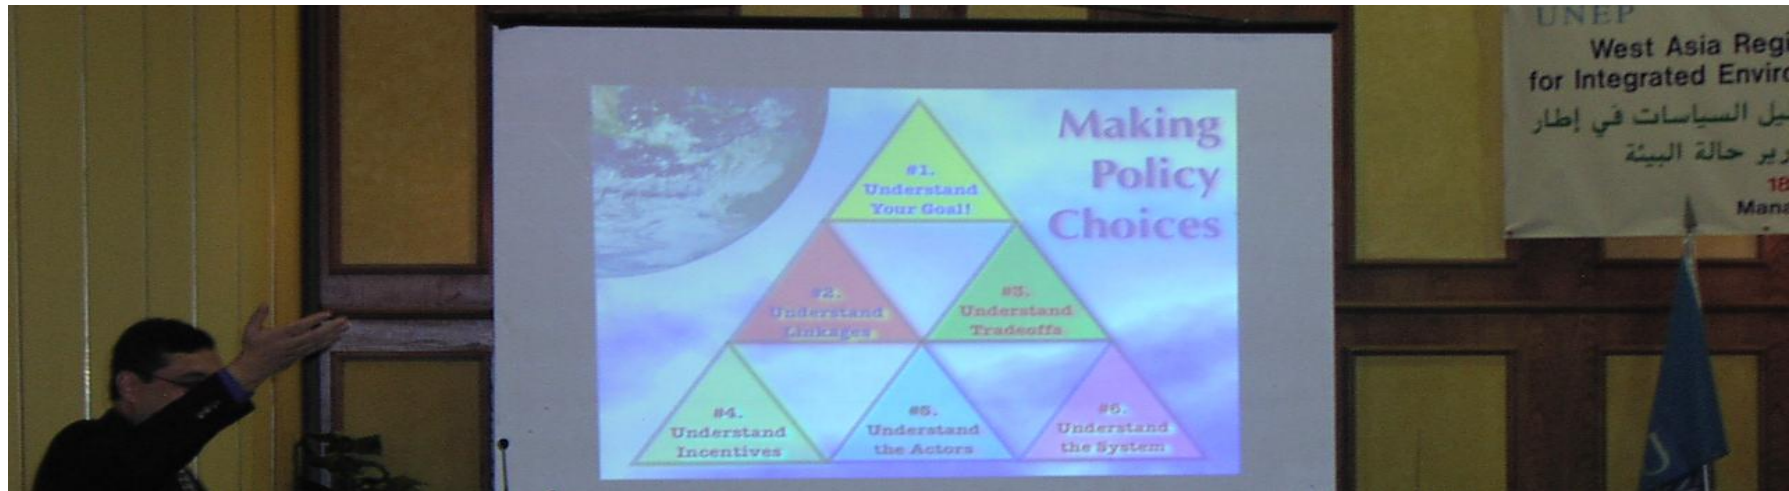 Making
Policy
Choices
#1.
Understand
Your Goal!
#2.
Understand
Linkages
#3.
Understand
Tradeoffs
#4.
Understand
Incentives
#5.
Understand
the Actors
#6.
Understand
the System
UNEP
West Asia Regi
for Integrated Enviro
يل السياسات في إطار
رير حالة البيئة
18
Mana